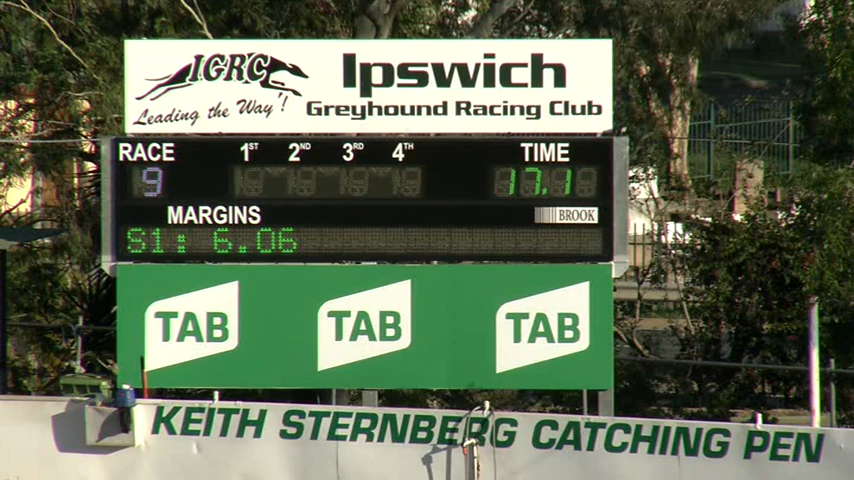 IGRC
Leading the Way!
Ipswich
Greyhound Racing Club
RACE 1ST 2ND 3RD 4TH TIME
9 17.1
MARGINS BROOK
S1: 6.06
TAB TAB TAB
KEITH STERNBERG CATCHING PEN